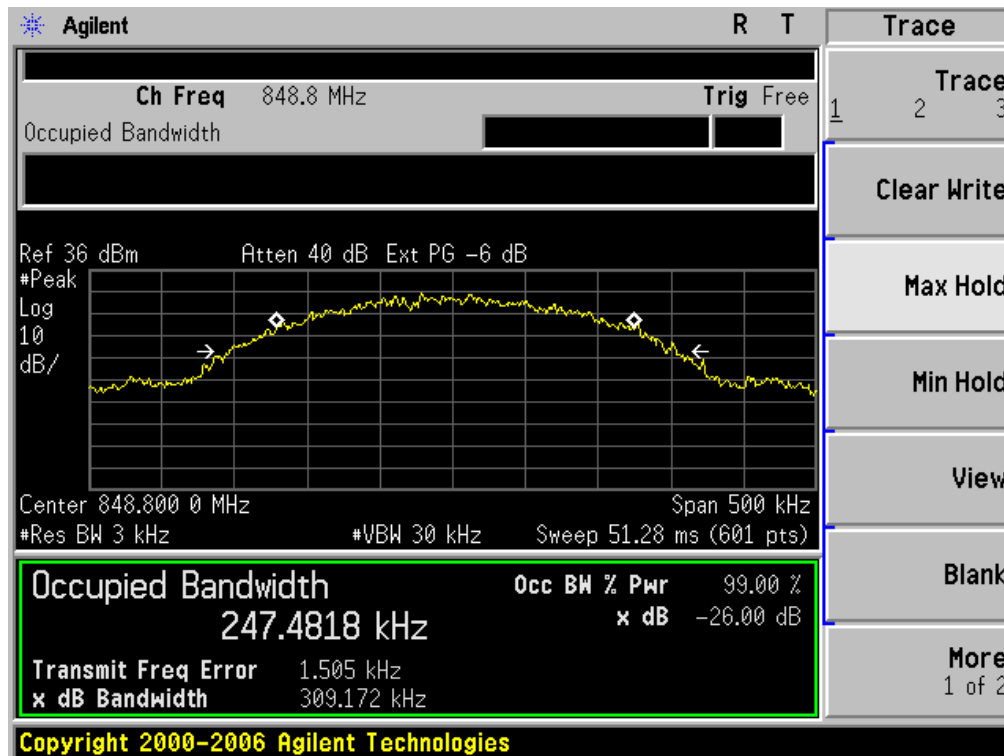 Agilent R T Trace
Ch Freq 848.8 MHz Trig Free
Occupied Bandwidth
Trace
1 2 3
Clear Write
Max Hold
Min Hold
View
Blank
More
1 of 2
Ref 36 dBm Atten 40 dB Ext PG -6 dB
#Peak
Log
10
dB/
Center 848.800 0 MHz Span 500 kHz
#Res BW 3 kHz #VBW 30 kHz Sweep 51.28 ms (601 pts)
Occupied Bandwidth Occ BW % Pwr 99.00 %
247.4818 kHz x dB -26.00 dB
Transmit Freq Error 1.505 kHz
x dB Bandwidth 309.172 kHz
Copyright 2000-2006 Agilent Technologies